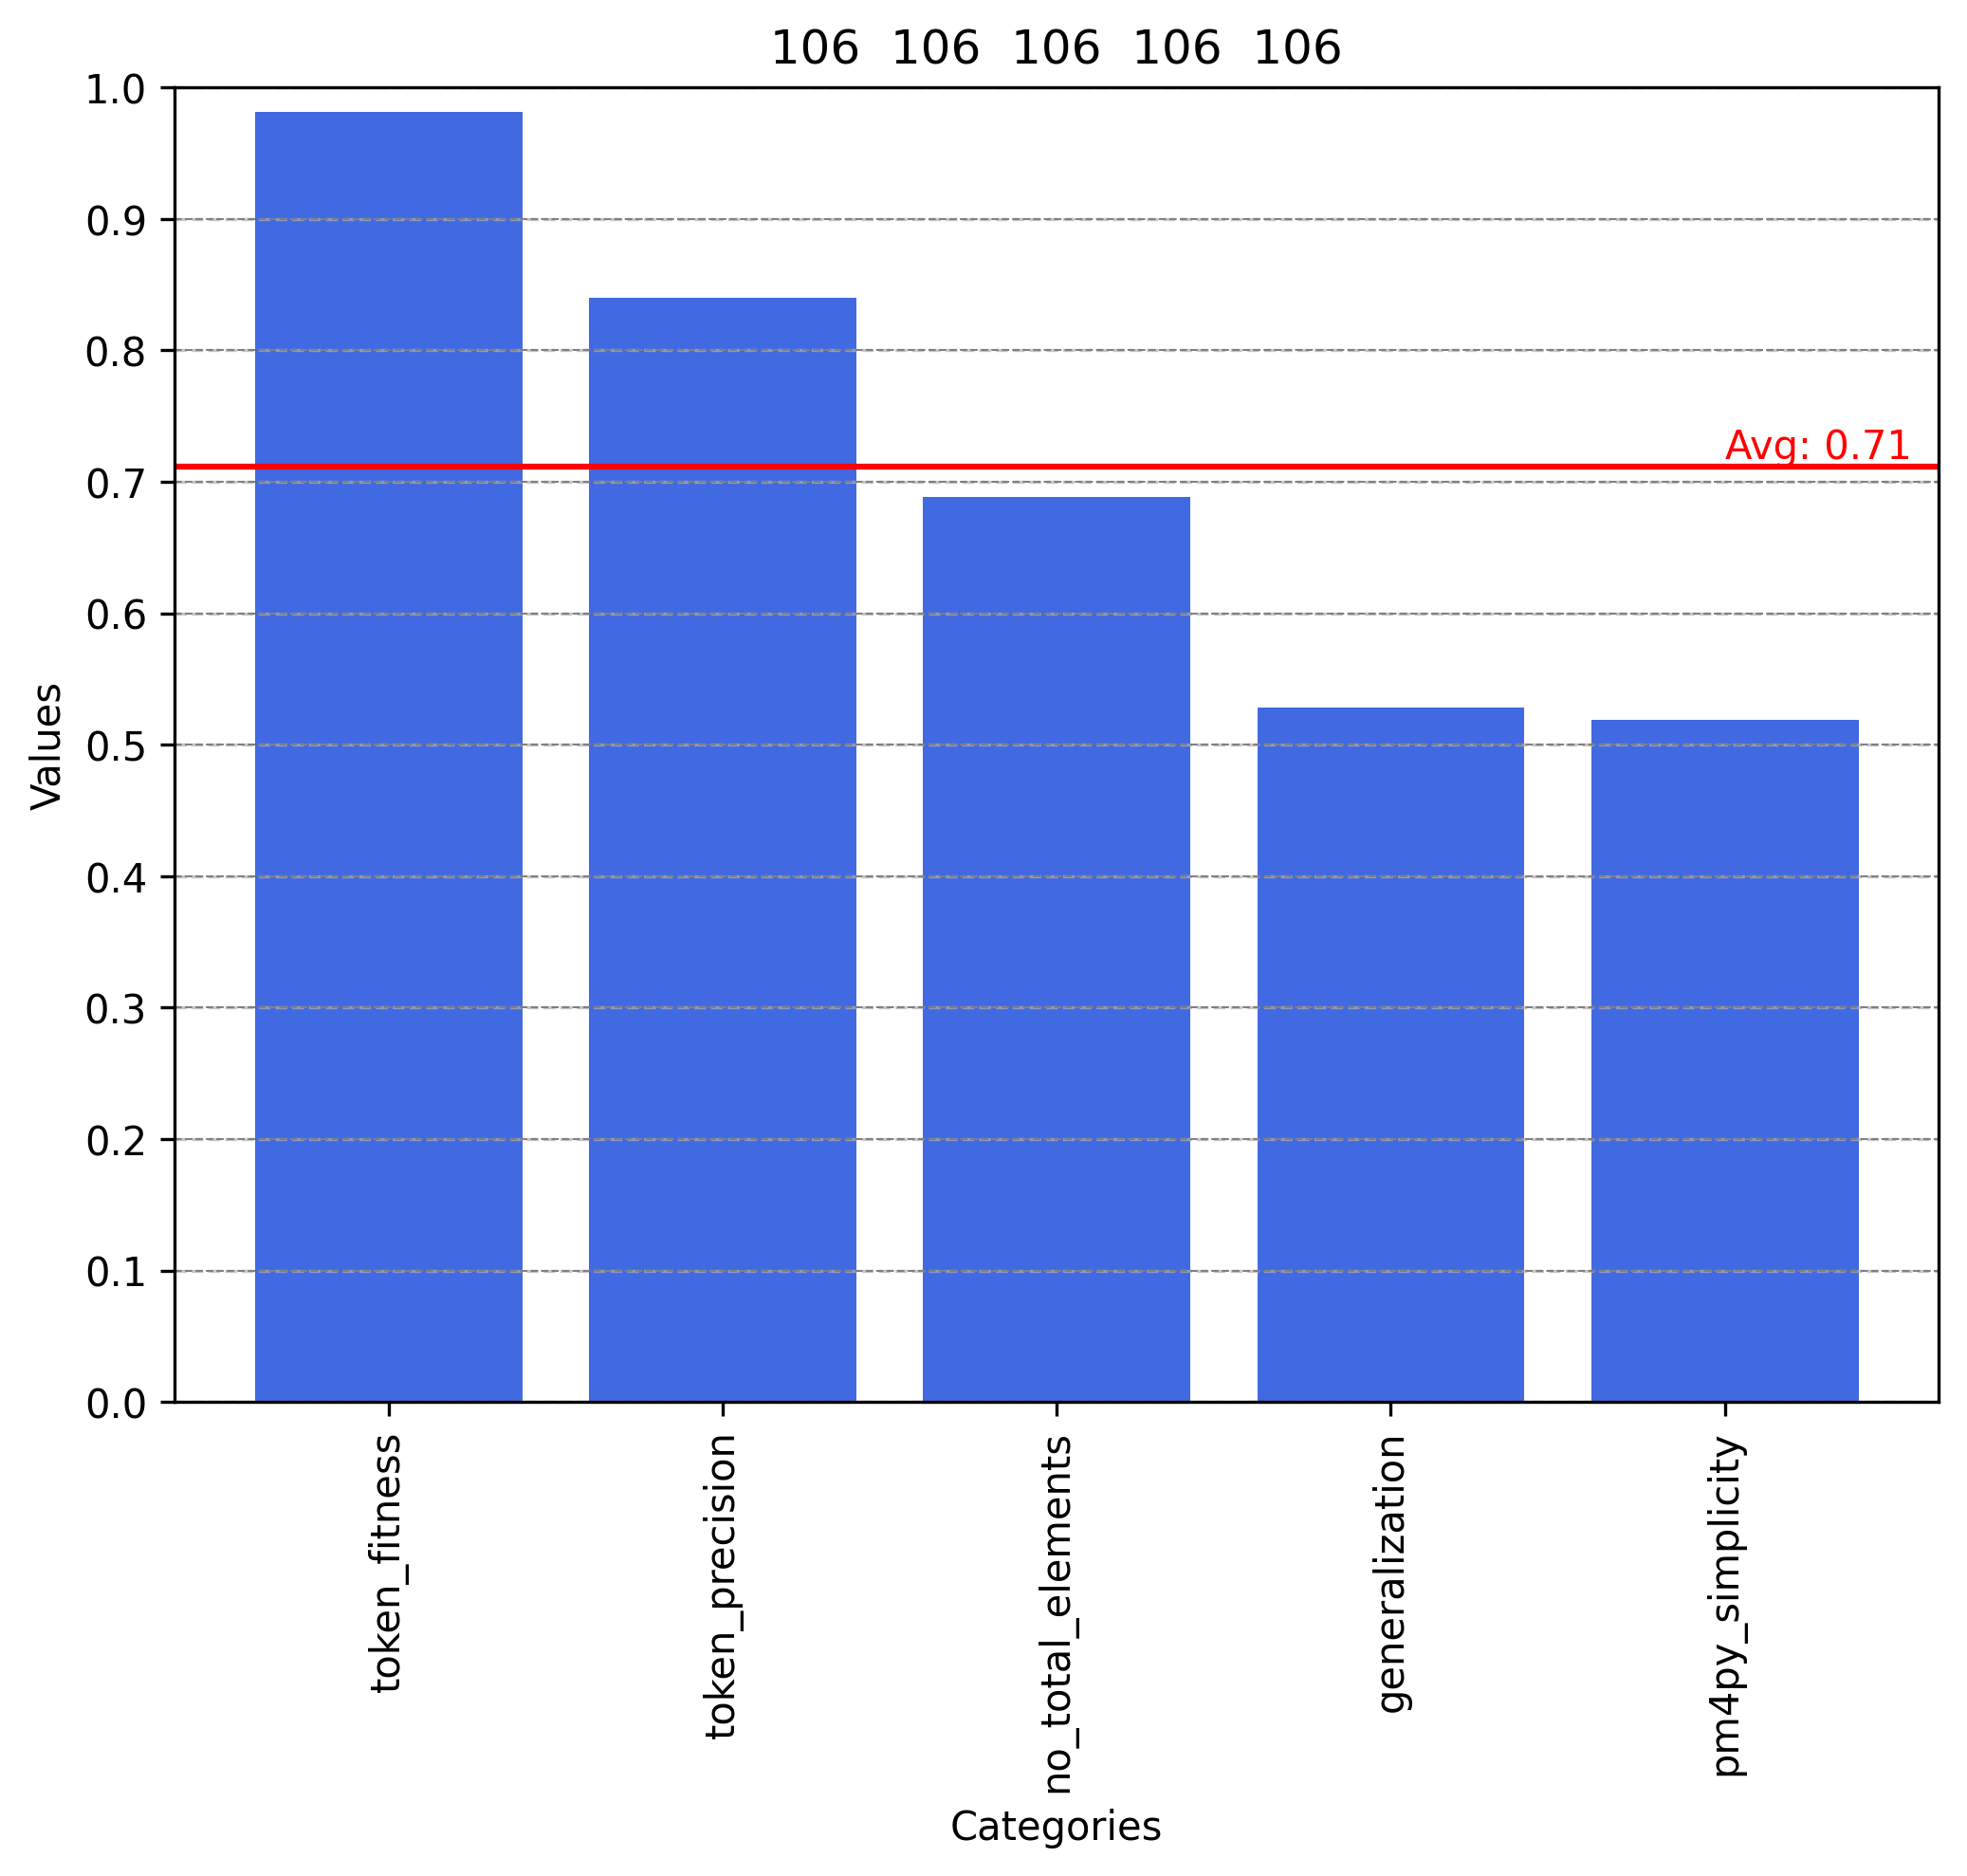 106 106 106 106 106
1.0
0.9
0.8
0.7
0.6
0.5
0.4
0.3
0.2
0.1
0.0
Values
Avg: 0.71
token_fitness
token_precision
no_total_elements
generalization
pm4py_simplicity
Categories